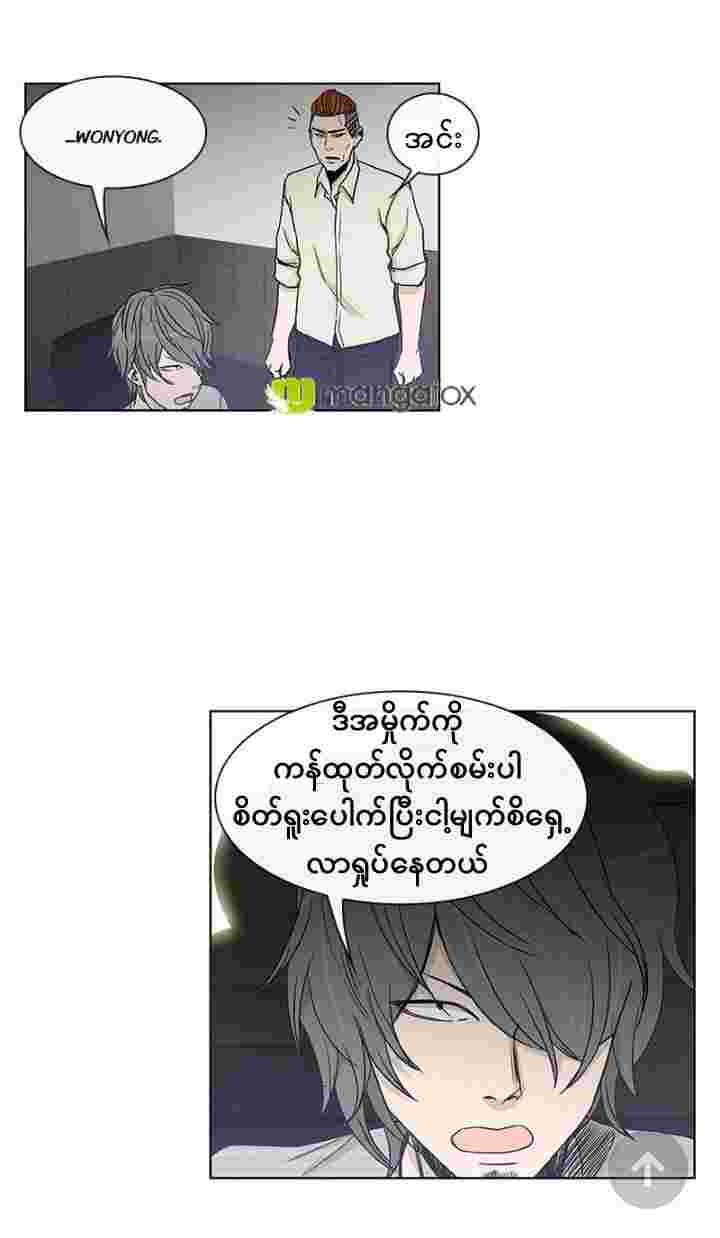 ...WONYONG.
အင်း
mangafox
ဒီအမှိုက်ကို
ကန်ထုတ်လိုက်စမ်းပါ
စိတ်ရူးပေါက်ပြီးငါ့မျက်စိရှေ့
လာရှုပ်နေတယ်